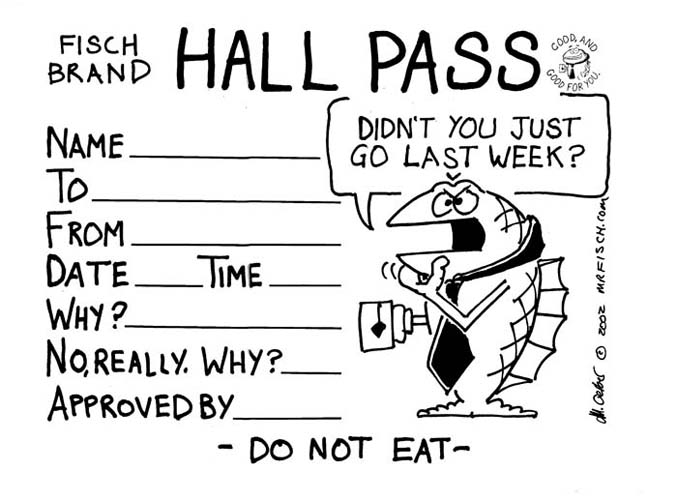 FISCH
BRAND
HALL PASS
GOOD, AND
GOOD FOR YOU.
DIDN'T YOU JUST
GO LAST WEEK?
NAME
TO
FROM
DATE TIME
WHY?
NO, REALLY. WHY?
APPROVED BY
- DO NOT EAT -
© 2002 MRFISCH.com